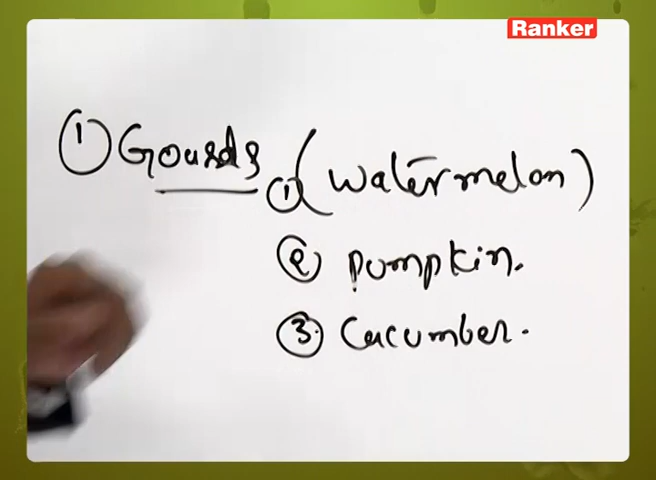 Ranker
① Gourds ① (watermelon)
② pumpkin.
③ Cucumber.